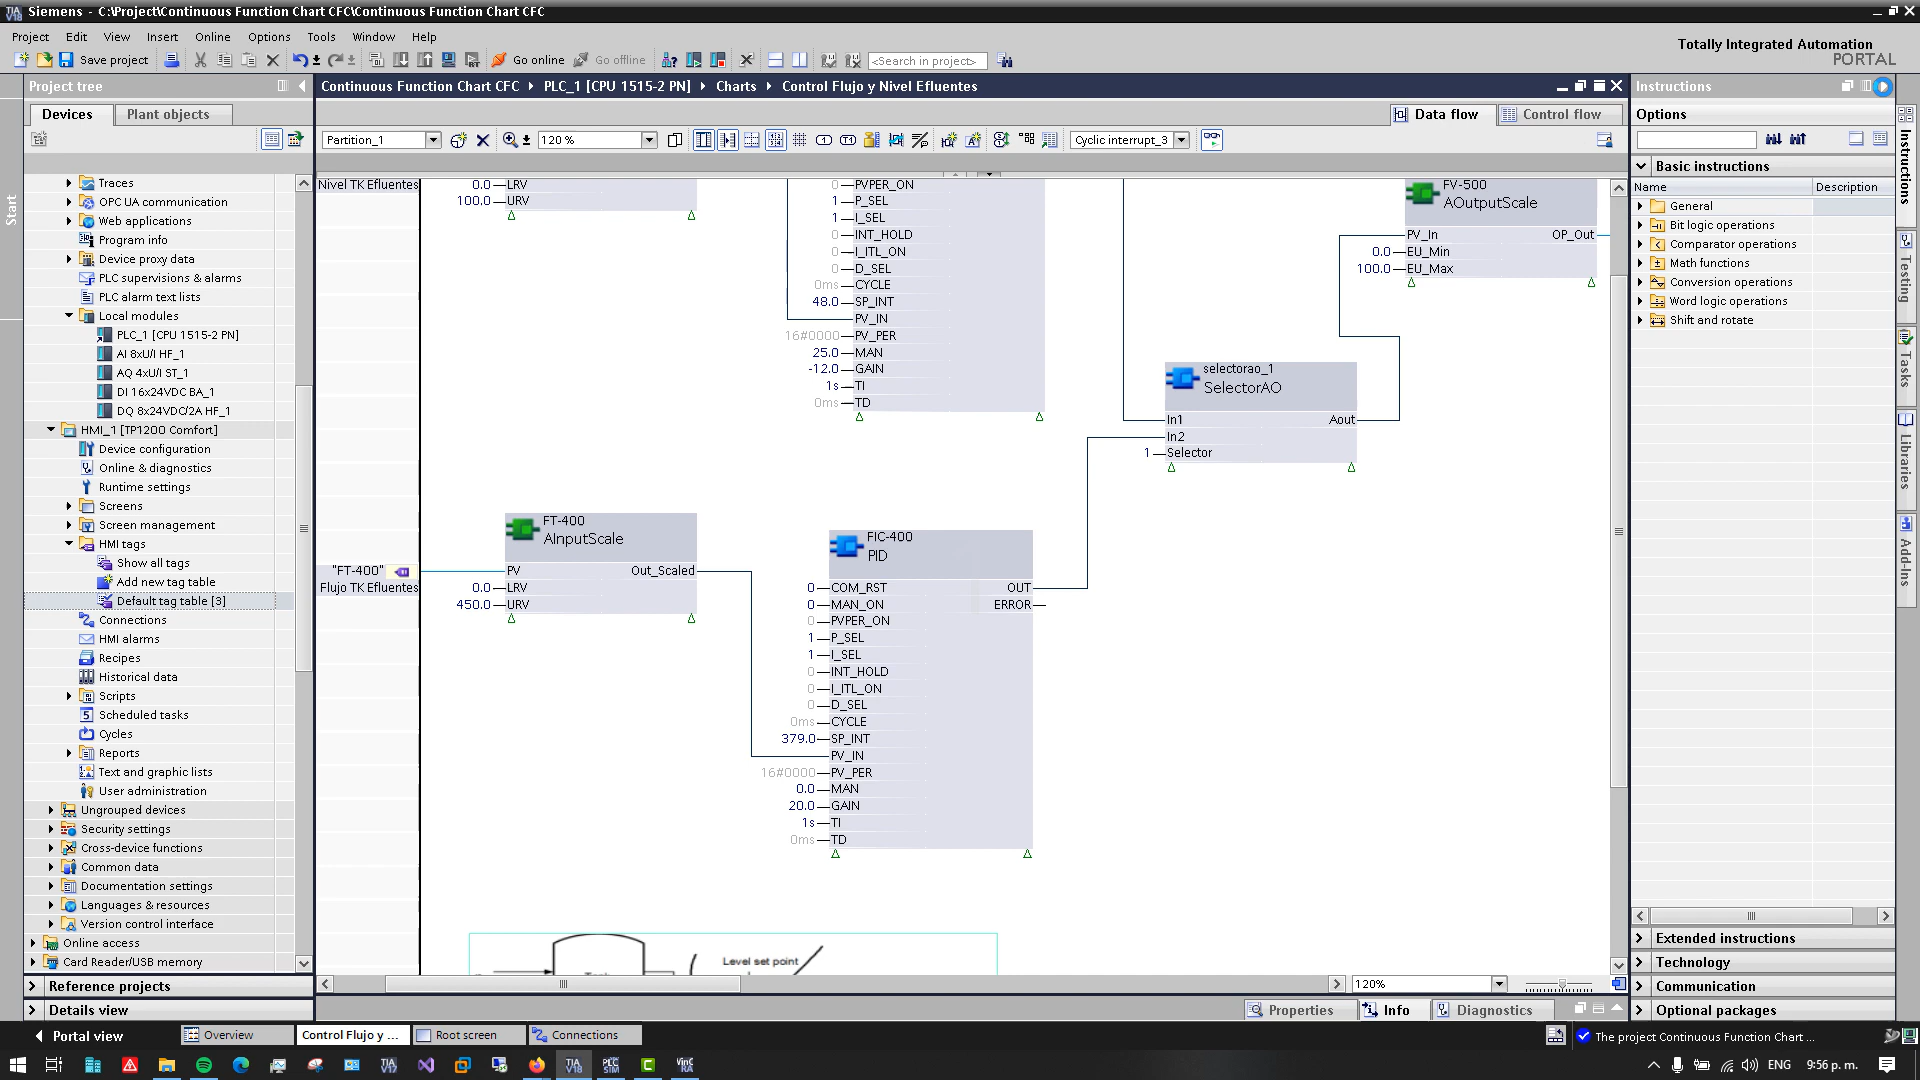 Siemens - C:\Project\Continuous Function Chart CFC\Continuous Function Chart CFC
Project Edit View Insert Online Options Tools Window Help
Totally Integrated Automation
PORTAL
Save project
Go online
Go offline
<Search in project>
Project tree
Continuous Function Chart CFC
PLC_1 [CPU 1515-2 PN]
Charts
Control Flujo y Nivel Efluentes
Instructions
Devices
Plant objects
Data flow
Control flow
Options
Partition_1
120 %
Cyclic interrupt_3
Basic instructions
Name
Description
General
Bit logic operations
Comparator operations
Math functions
Conversion operations
Word logic operations
Shift and rotate
Extended instructions
Technology
Communication
Optional packages
Start
Instructions
Testing
Tasks
Libraries
Add-Ins
Traces
OPC UA communication
Web applications
Program info
Device proxy data
PLC supervisions & alarms
PLC alarm text lists
Local modules
PLC_1 [CPU 1515-2 PN]
AI 8xU/I HF_1
AQ 4xU/I ST_1
DI 16x24VDC BA_1
DQ 8x24VDC/2A HF_1
HMI_1 [TP1200 Comfort]
Device configuration
Online & diagnostics
Runtime settings
Screens
Screen management
HMI tags
Show all tags
Add new tag table
Default tag table [3]
Connections
HMI alarms
Recipes
Historical data
Scripts
Scheduled tasks
Cycles
Reports
Text and graphic lists
User administration
Ungrouped devices
Security settings
Cross-device functions
Common data
Documentation settings
Languages & resources
Version control interface
Online access
Card Reader/USB memory
Reference projects
Details view
Nivel TK Efluentes
0.0 LRV
100.0 URV
0 PVPER_ON
1 P_SEL
1 I_SEL
0 INT_HOLD
0 I_ITL_ON
0 D_SEL
0ms CYCLE
48.0 SP_INT
PV_IN
16#0000 PV_PER
25.0 MAN
-12.0 GAIN
1s TI
0ms TD
FV-500
AOutputScale
PV_In
OP_Out
0.0 EU_Min
100.0 EU_Max
selectorao_1
SelectorAO
In1
Aout
In2
1 Selector
FT-400
AInputScale
"FT-400"
PV
Out_Scaled
Flujo TK Efluentes
0.0 LRV
450.0 URV
FIC-400
PID
0 COM_RST
OUT
0 MAN_ON
ERROR
0 PVPER_ON
1 P_SEL
1 I_SEL
0 INT_HOLD
0 I_ITL_ON
0 D_SEL
0ms CYCLE
379.0 SP_INT
PV_IN
16#0000 PV_PER
0.0 MAN
20.0 GAIN
1s TI
0ms TD
1
Level set point
120%
Properties
Info
Diagnostics
Portal view
Overview
Control Flujo y ...
Root screen
Connections
The project Continuous Function Chart ...
ENG
9:56 p. m.